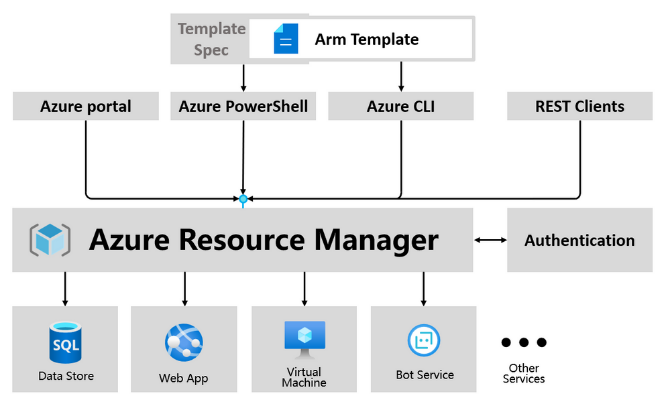 Template
Spec
Arm Template
Azure portal
Azure PowerShell
Azure CLI
REST Clients
Azure Resource Manager
Authentication
SQL
Data Store
Web App
Virtual
Machine
Bot Service
Other
Services